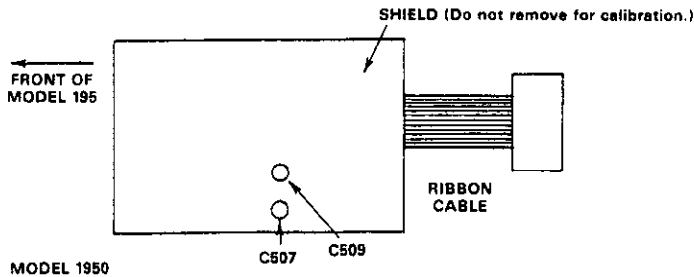 SHIELD (Do not remove for calibration.)
FRONT OF
MODEL 195
RIBBON
CABLE
C509
C507
MODEL 1950